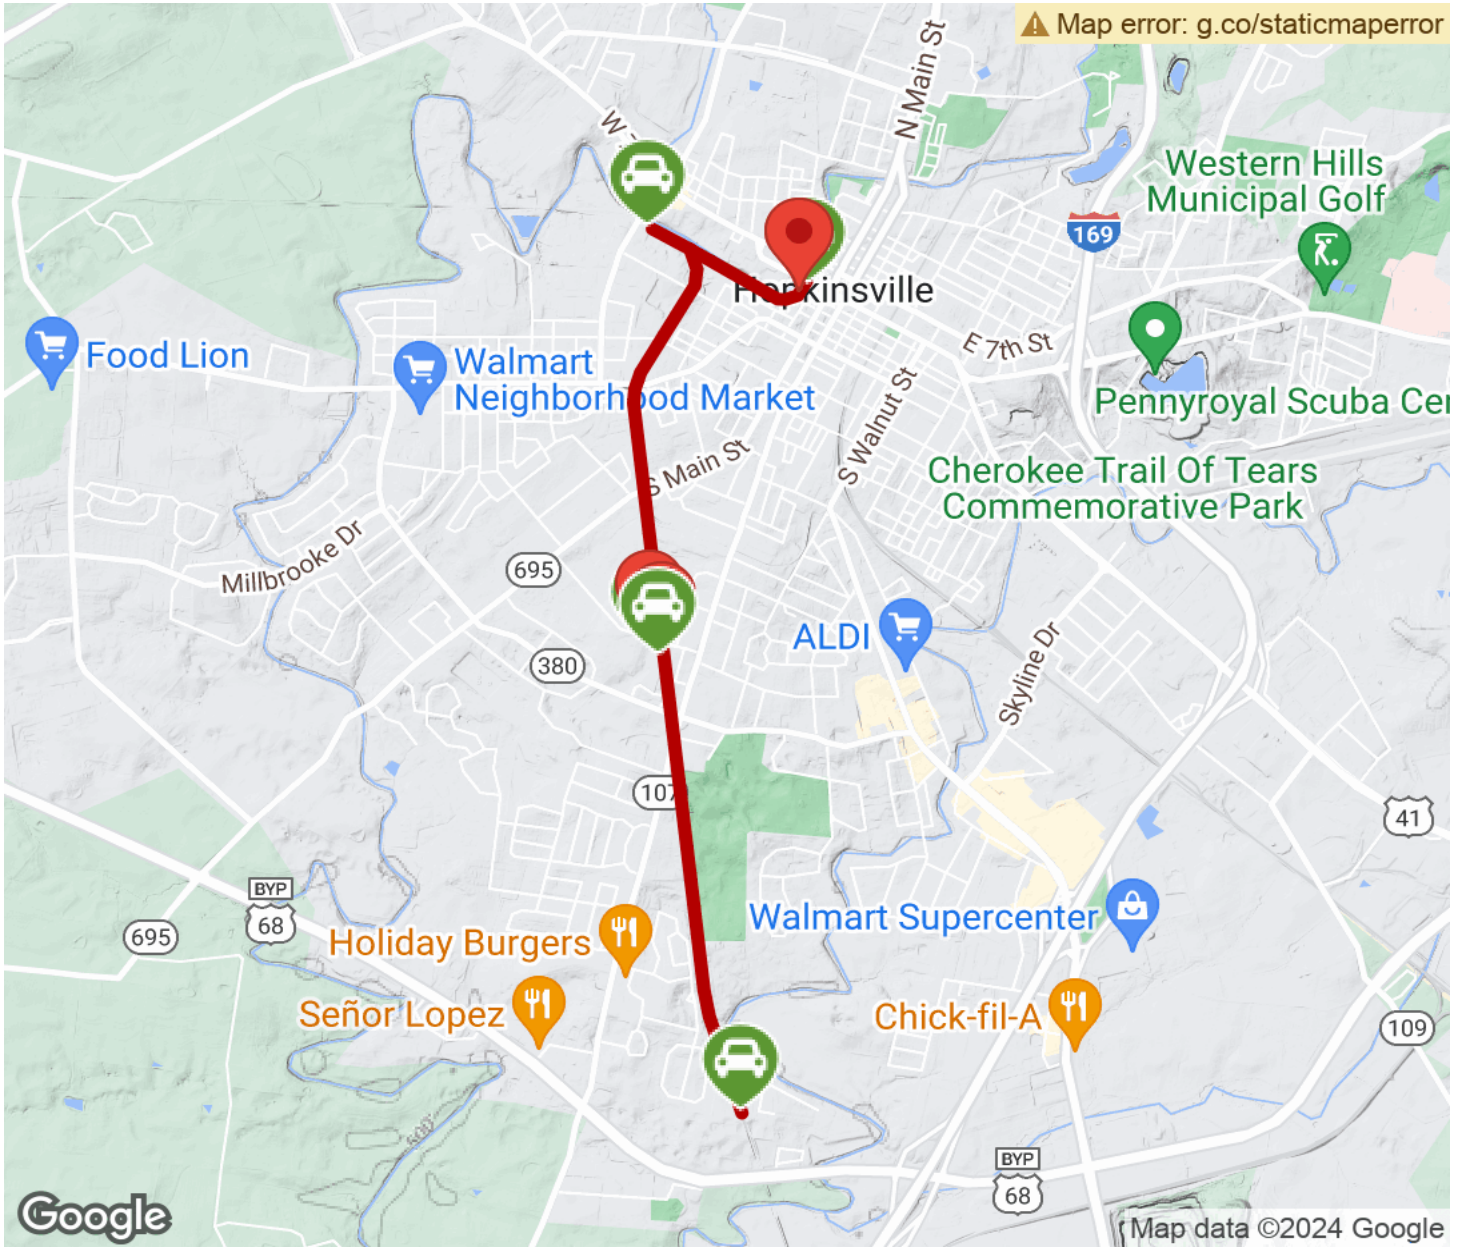 Map error: g.co/staticmaperror
N Main St
W
Western Hills
Municipal Golf
169
Hopkinsville
E 7th St
Food Lion
Walmart
Neighborhood Market
Pennyroyal Scuba Cer
S Walnut St
S Main St
Cherokee Trail Of Tears
Commemorative Park
Millbrooke Dr
695
ALDI
380
Skyline Dr
107
41
BYP
68
695
Walmart Supercenter
Holiday Burgers
Señor Lopez
Chick-fil-A
109
600
BYP
68
Google
Map data ©2024 Google